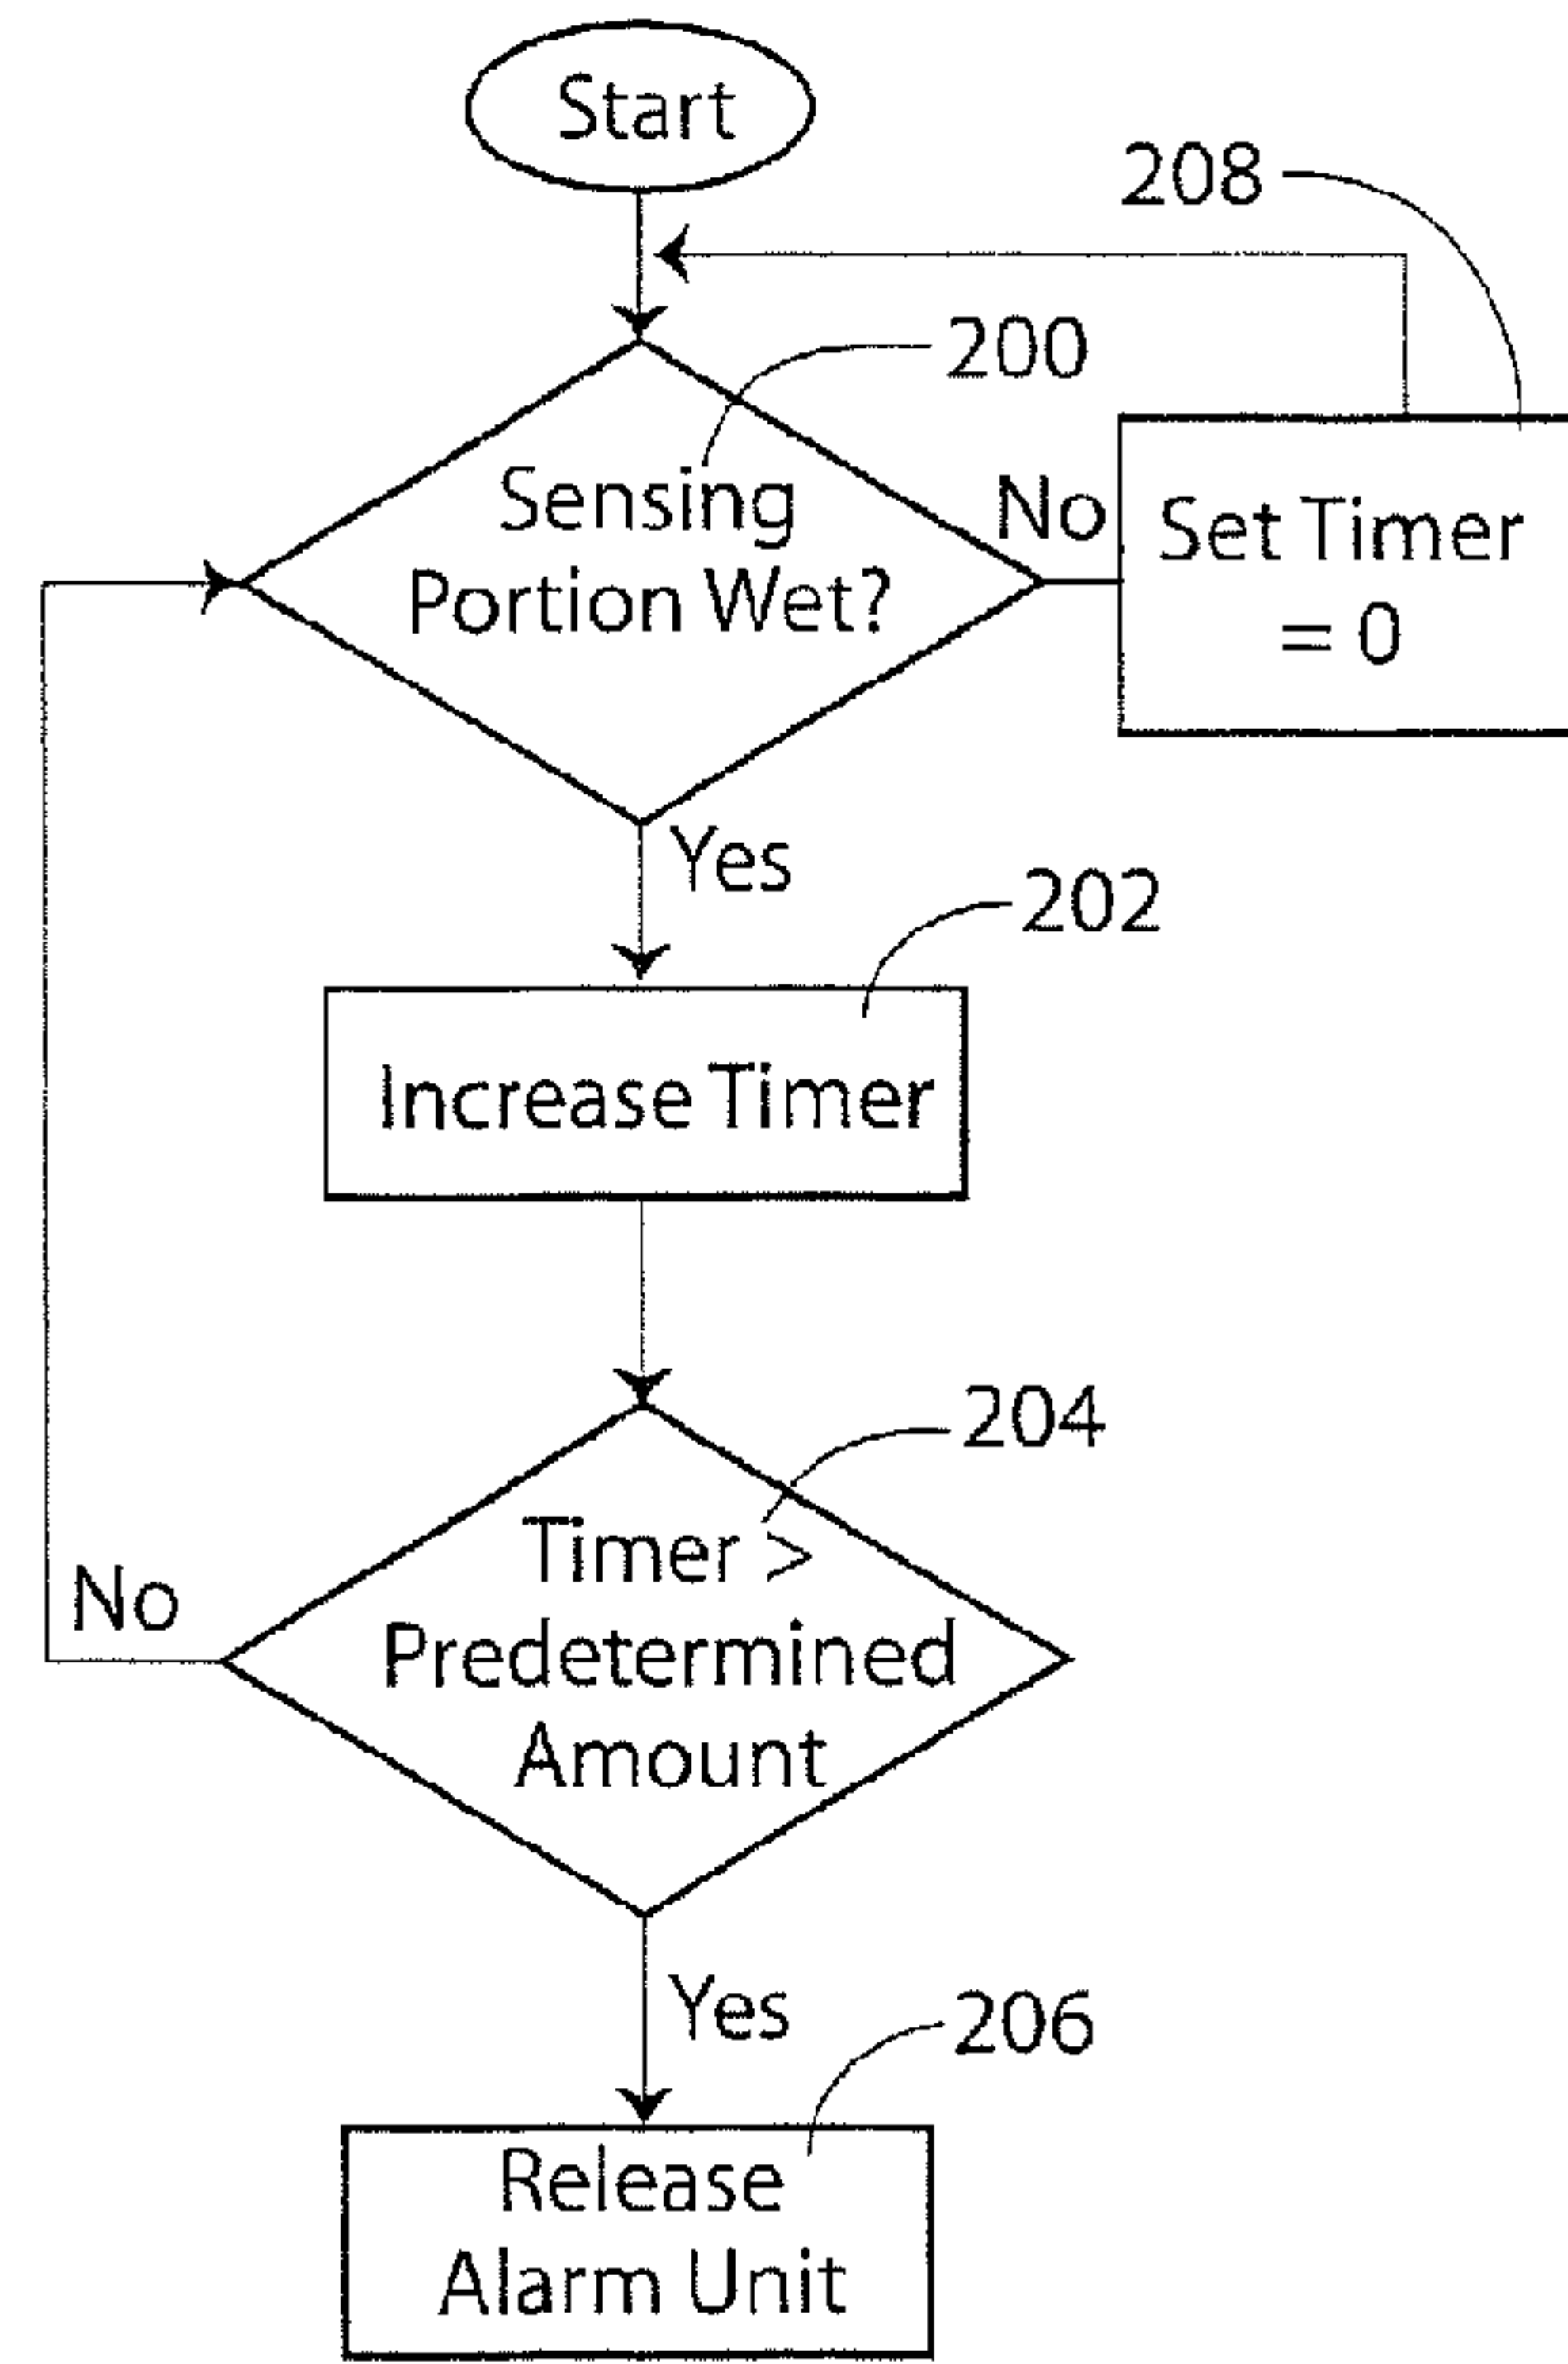 Start
208
200
Sensing
Portion Wet?
No
Set Timer
= 0
Yes
202
Increase Timer
204
Timer >
Predetermined
Amount
No
Yes
206
Release
Alarm Unit